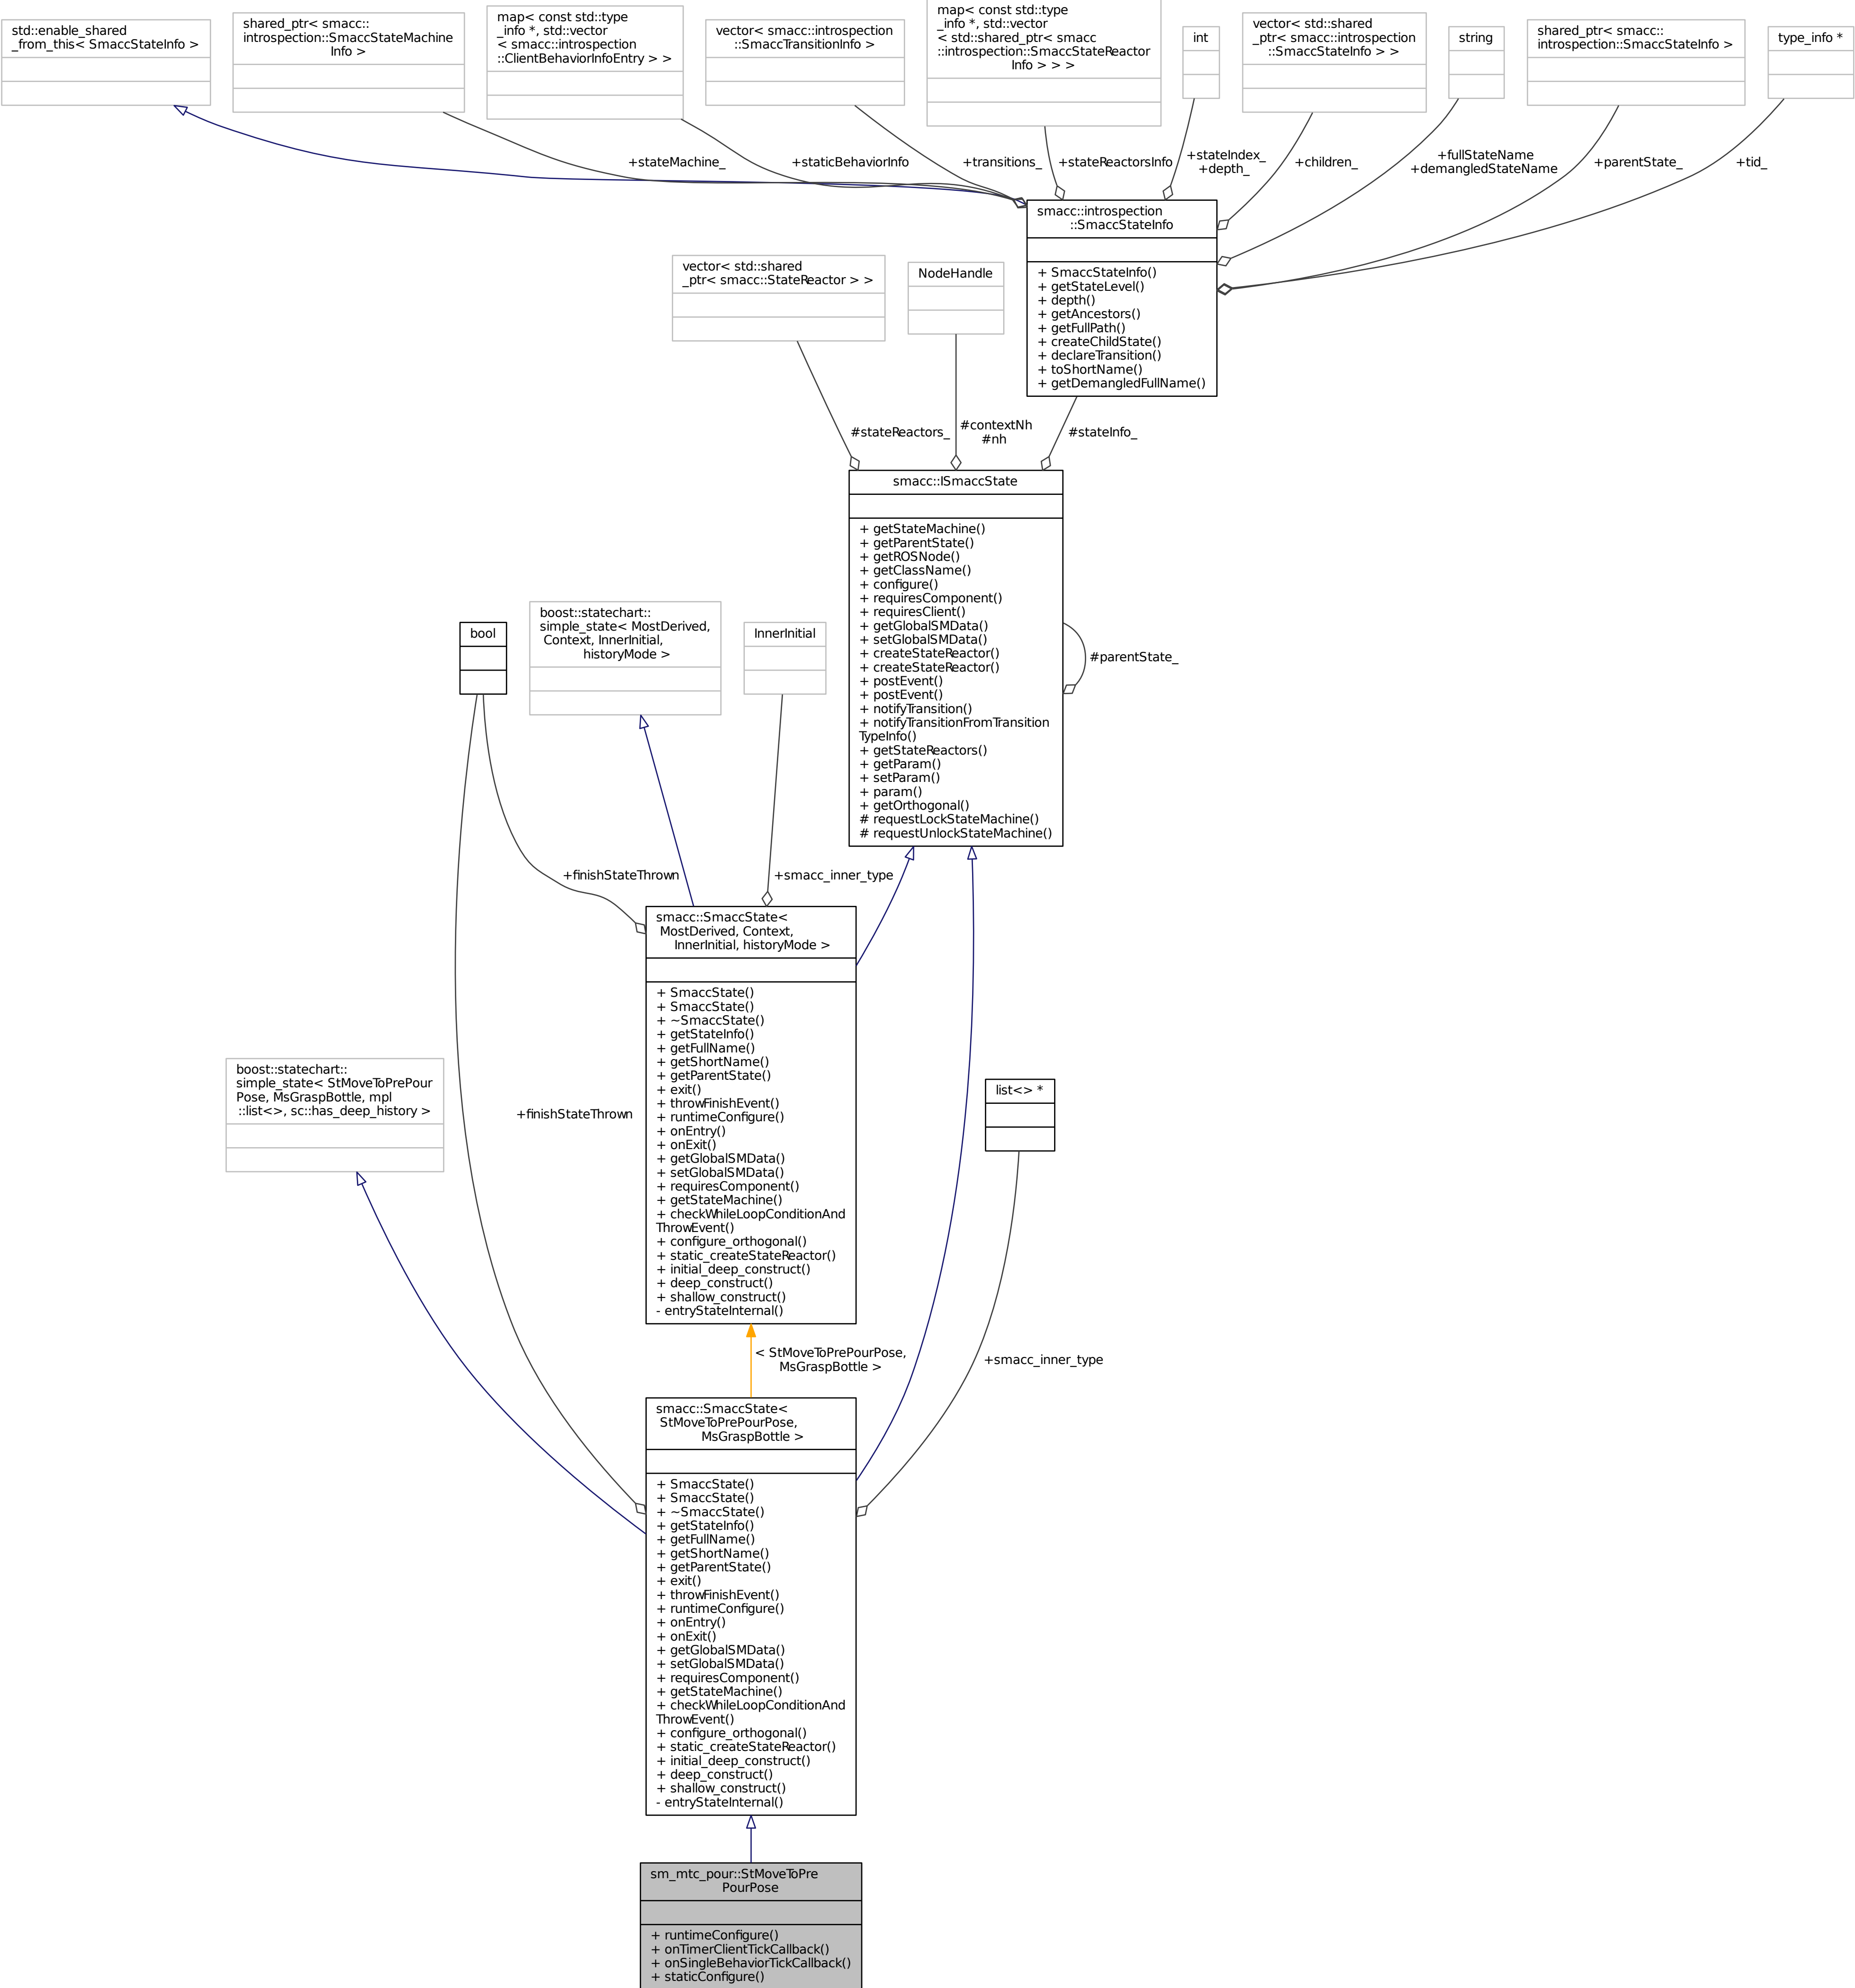 std::enable_shared
_from_this< SmaccStateInfo >
shared_ptr< smacc::
introspection::SmaccStateMachine
Info >
map< const std::type
_info *, std::vector
< smacc::introspection
::ClientBehaviorInfoEntry > >
vector< smacc::introspection
::SmaccTransitionInfo >
map< const std::type
_info *, std::vector
< std::shared_ptr< smacc
::introspection::SmaccStateReactor
Info > > >
int
vector< std::shared
_ptr< smacc::introspection
::SmaccStateInfo > >
string
shared_ptr< smacc::
introspection::SmaccStateInfo >
type_info *
+stateMachine_
+staticBehaviorInfo
+transitions_
+stateReactorsInfo
+stateIndex_
+depth_
+children_
+fullStateName
+demangledStateName
+parentState_
+tid_
smacc::introspection
::SmaccStateInfo
+ SmaccStateInfo()
+ getStateLevel()
+ depth()
+ getAncestors()
+ getFullPath()
+ createChildState()
+ declareTransition()
+ toShortName()
+ getDemangledFullName()
vector< std::shared
_ptr< smacc::StateReactor > >
NodeHandle
#stateReactors_
#contextNh
#nh
#stateInfo_
smacc::ISmaccState
+ getStateMachine()
+ getParentState()
+ getROSNode()
+ getClassName()
+ configure()
+ requiresComponent()
+ requiresClient()
+ getGlobalSMData()
+ setGlobalSMData()
+ createStateReactor()
+ createStateReactor()
+ postEvent()
+ postEvent()
+ notifyTransition()
+ notifyTransitionFromTransition
TypeInfo()
+ getStateReactors()
+ getParam()
+ setParam()
+ param()
+ getOrthogonal()
# requestLockStateMachine()
# requestUnlockStateMachine()
#parentState_
bool
boost::statechart::
simple_state< MostDerived,
Context, InnerInitial,
historyMode >
InnerInitial
+finishStateThrown
+smacc_inner_type
smacc::SmaccState<
MostDerived, Context,
InnerInitial, historyMode >
+ SmaccState()
+ SmaccState()
+ ~SmaccState()
+ getStateInfo()
+ getFullName()
+ getShortName()
+ getParentState()
+ exit()
+ throwFinishEvent()
+ runtimeConfigure()
+ onEntry()
+ onExit()
+ getGlobalSMData()
+ setGlobalSMData()
+ requiresComponent()
+ getStateMachine()
+ checkWhileLoopConditionAnd
ThrowEvent()
+ configure_orthogonal()
+ static_createStateReactor()
+ initial_deep_construct()
+ deep_construct()
+ shallow_construct()
- entryStateInternal()
boost::statechart::
simple_state< StMoveToPrePour
Pose, MsGraspBottle, mpl
::list<>, sc::has_deep_history >
+finishStateThrown
list<> *
< StMoveToPrePourPose,
MsGraspBottle >
+smacc_inner_type
smacc::SmaccState<
StMoveToPrePourPose,
MsGraspBottle >
+ SmaccState()
+ SmaccState()
+ ~SmaccState()
+ getStateInfo()
+ getFullName()
+ getShortName()
+ getParentState()
+ exit()
+ throwFinishEvent()
+ runtimeConfigure()
+ onEntry()
+ onExit()
+ getGlobalSMData()
+ setGlobalSMData()
+ requiresComponent()
+ getStateMachine()
+ checkWhileLoopConditionAnd
ThrowEvent()
+ configure_orthogonal()
+ static_createStateReactor()
+ initial_deep_construct()
+ deep_construct()
+ shallow_construct()
- entryStateInternal()
sm_mtc_pour::StMoveToPre
PourPose
+ runtimeConfigure()
+ onTimerClientTickCallback()
+ onSingleBehaviorTickCallback()
+ staticConfigure()